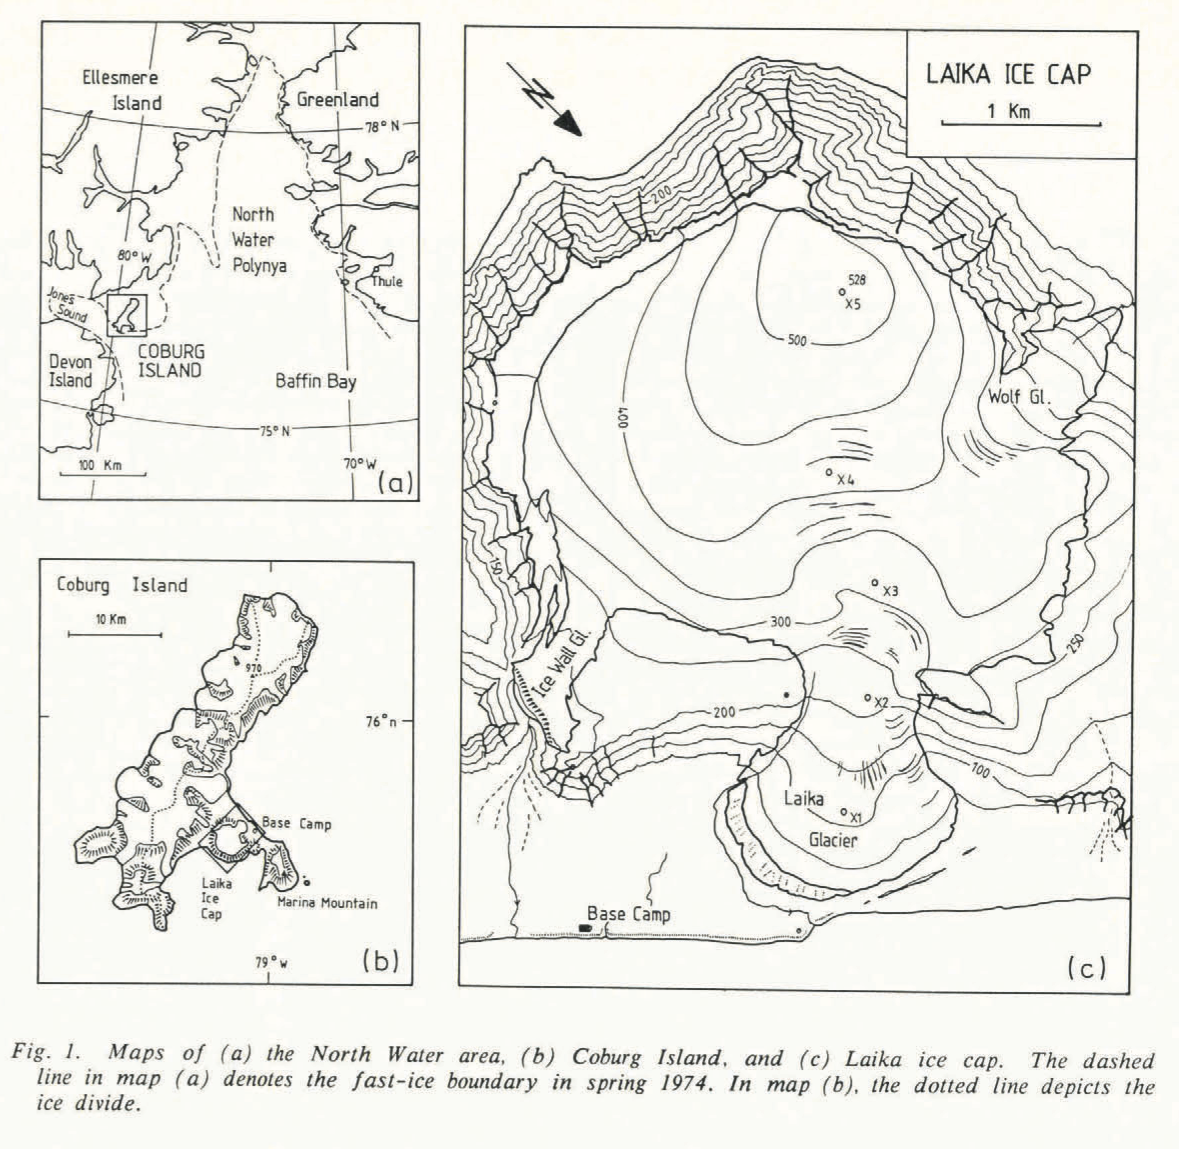 Ellesmere
Island
Greenland
78° N
North
Water
Polynya
80° W
Thule
Jones
Sound
COBURG
ISLAND
Devon
Island
Baffin Bay
75° N
100 Km
70° W
(a)
Coburg Island
10 Km
970
76° n
Base Camp
Laika
Ice
Cap
Marina Mountain
79° w
(b)
LAIKA ICE CAP
1 Km
N
200
528
X5
500
Wolf Gl.
400
X4
150
X3
300
250
Ice Wall Gl.
X2
200
100
Laika
X1
Glacier
Base Camp
(c)
Fig. 1. Maps of (a) the North Water area, (b) Coburg Island, and (c) Laika ice cap. The dashed
line in map (a) denotes the fast-ice boundary in spring 1974. In map (b), the dotted line depicts the
ice divide.